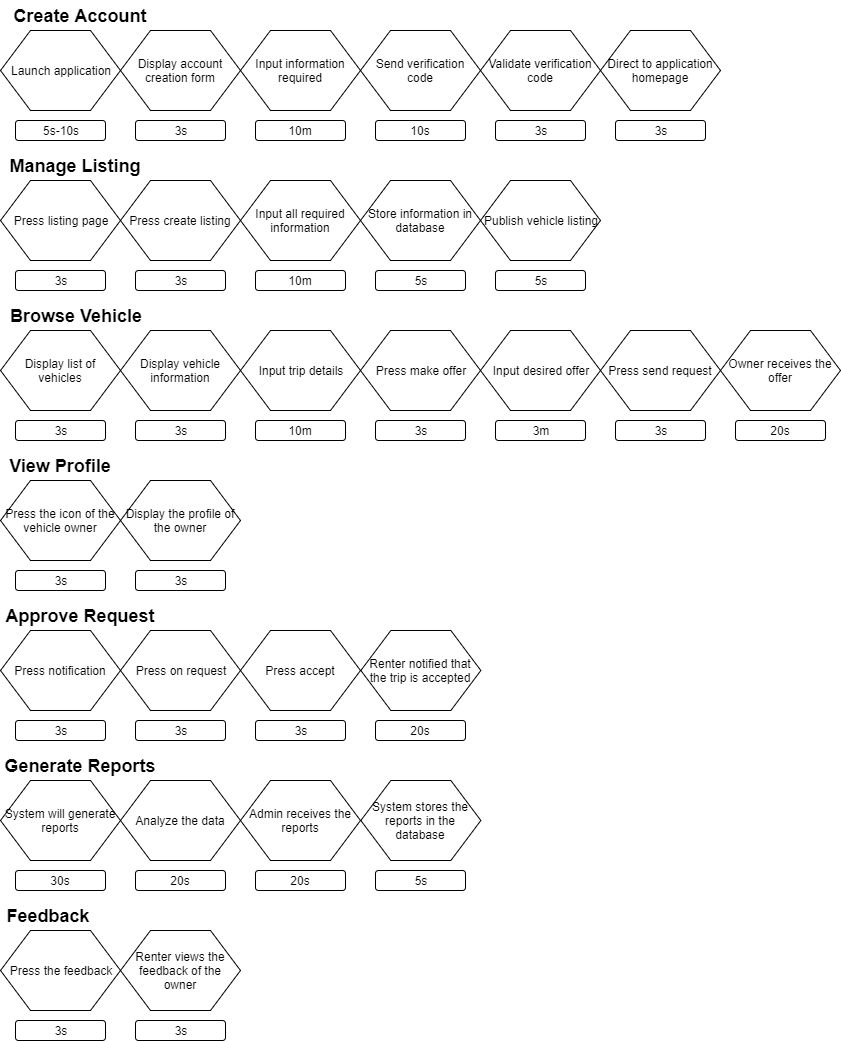 Create Account
Launch application
Display account
creation form
Input information
required
Send verification
code
Validate verification
code
Direct to application
homepage
5s-10s
3s
10m
10s
3s
3s
Manage Listing
Press listing page
Press create listing
Input all required
information
Store information in
database
Publish vehicle listing
3s
3s
10m
5s
5s
Browse Vehicle
Display list of
vehicles
Display vehicle
information
Input trip details
Press make offer
Input desired offer
Press send request
Owner receives the
offer
3s
3s
10m
3s
3m
3s
20s
View Profile
Press the icon of the
vehicle owner
Display the profile of
the owner
3s
3s
Approve Request
Press notification
Press on request
Press accept
Renter notified that
the trip is accepted
3s
3s
3s
20s
Generate Reports
System will generate
reports
Analyze the data
Admin receives the
reports
System stores the
reports in the
database
30s
20s
20s
5s
Feedback
Press the feedback
Renter views the
feedback of the
owner
3s
3s